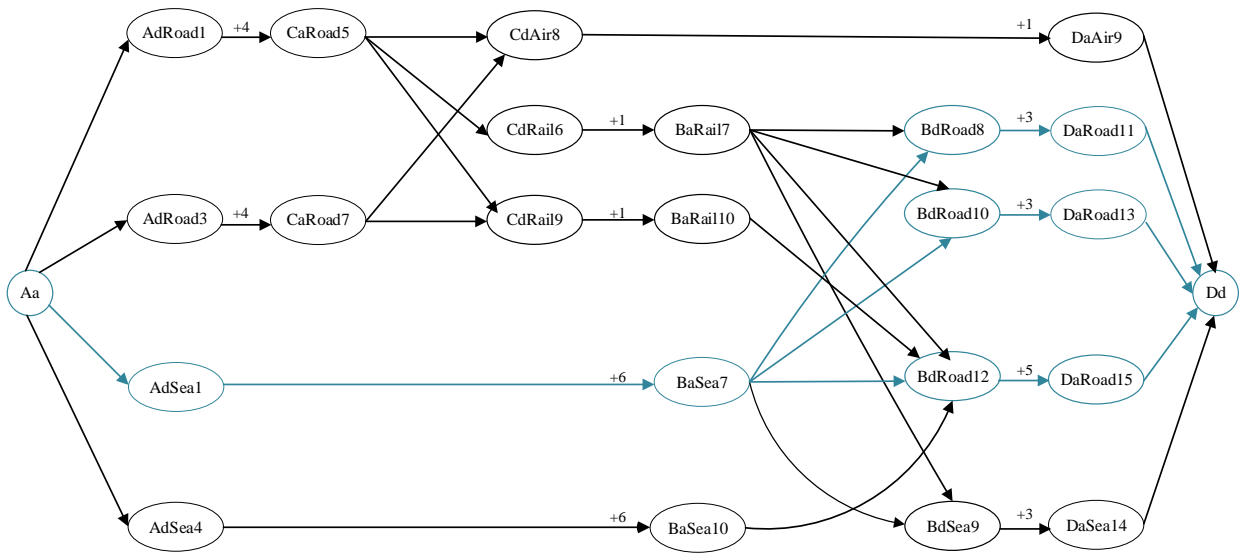 AdRoad1 +4 CaRoad5 CdAir8 +1 DaAir9
CdRail6 +1 BaRail7 BdRoad8 +3 DaRoad11
AdRoad3 +4 CaRoad7 CdRail9 +1 BaRail10 BdRoad10 +3 DaRoad13
Aa Dd
AdSea1 +6 BaSea7 BdRoad12 +5 DaRoad15
AdSea4 +6 BaSea10 BdSea9 +3 DaSea14